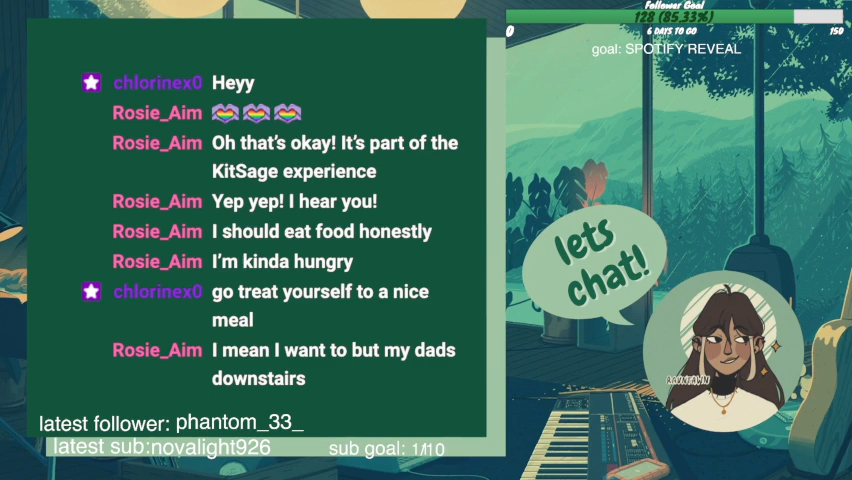 Follower Goal
128 (85.33%)
0 6 DAYS TO GO 150
goal: SPOTIFY REVEAL
chlorinex0 Heyy
Rosie_Aim
Rosie_Aim Oh that's okay! It's part of the
KitSage experience
Rosie_Aim Yep yep! I hear you!
Rosie_Aim I should eat food honestly
Rosie_Aim I'm kinda hungry
chlorinex0 go treat yourself to a nice
meal
Rosie_Aim I mean I want to but my dads
downstairs
lets
chat!
latest follower: phantom_33_
latest sub:novalight926
sub goal: 1/10